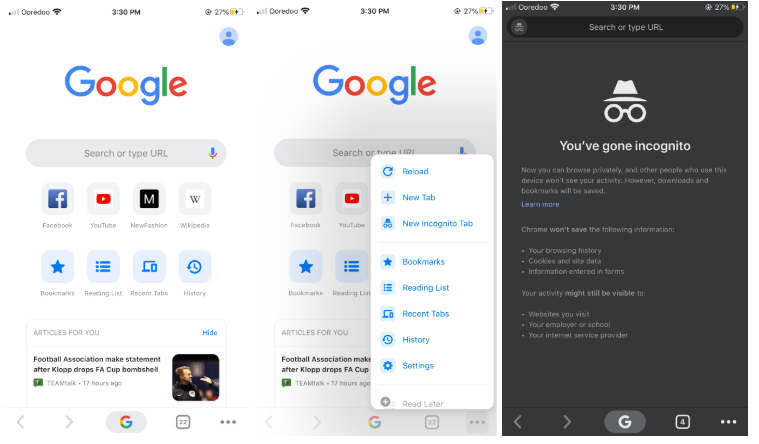 Ooredoo
3:30 PM
27%
Google
Search or type URL
Facebook
YouTube
M
NewFashion
W
Wikipedia
Bookmarks
Reading List
Recent Tabs
History
ARTICLES FOR YOU
Hide
Football Association make statement
after Klopp drops FA Cup bombshell
TEAMtalk • 17 hours ago
G
22
Ooredoo
3:30 PM
27%
Google
Search or type URL
Facebook
YouTube
Bookmarks
Reading List
ARTICLES FOR YOU
Football Association make
after Klopp drops FA Cup
TEAMtalk • 17 hours ago
Reload
New Tab
New Incognito Tab
Bookmarks
Reading List
Recent Tabs
History
Settings
Read Later
G
22
Ooredoo
3:30 PM
27%
Search or type URL
You've gone incognito
Now you can browse privately, and other people who use this
device won't see your activity. However, downloads and
bookmarks will be saved.
Learn more
Chrome won't save the following information:
• Your browsing history
• Cookies and site data
• Information entered in forms
Your activity might still be visible to:
• Websites you visit
• Your employer or school
• Your internet service provider
G
4